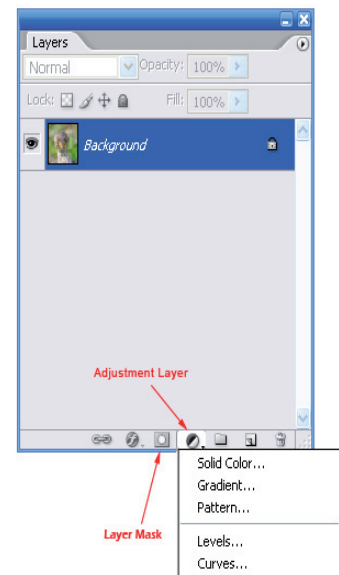 Layers
Normal Opacity: 100%
Lock: Fill: 100%
Background
Adjustment Layer
Solid Color...
Gradient...
Pattern...
Layer Mask
Levels...
Curves...